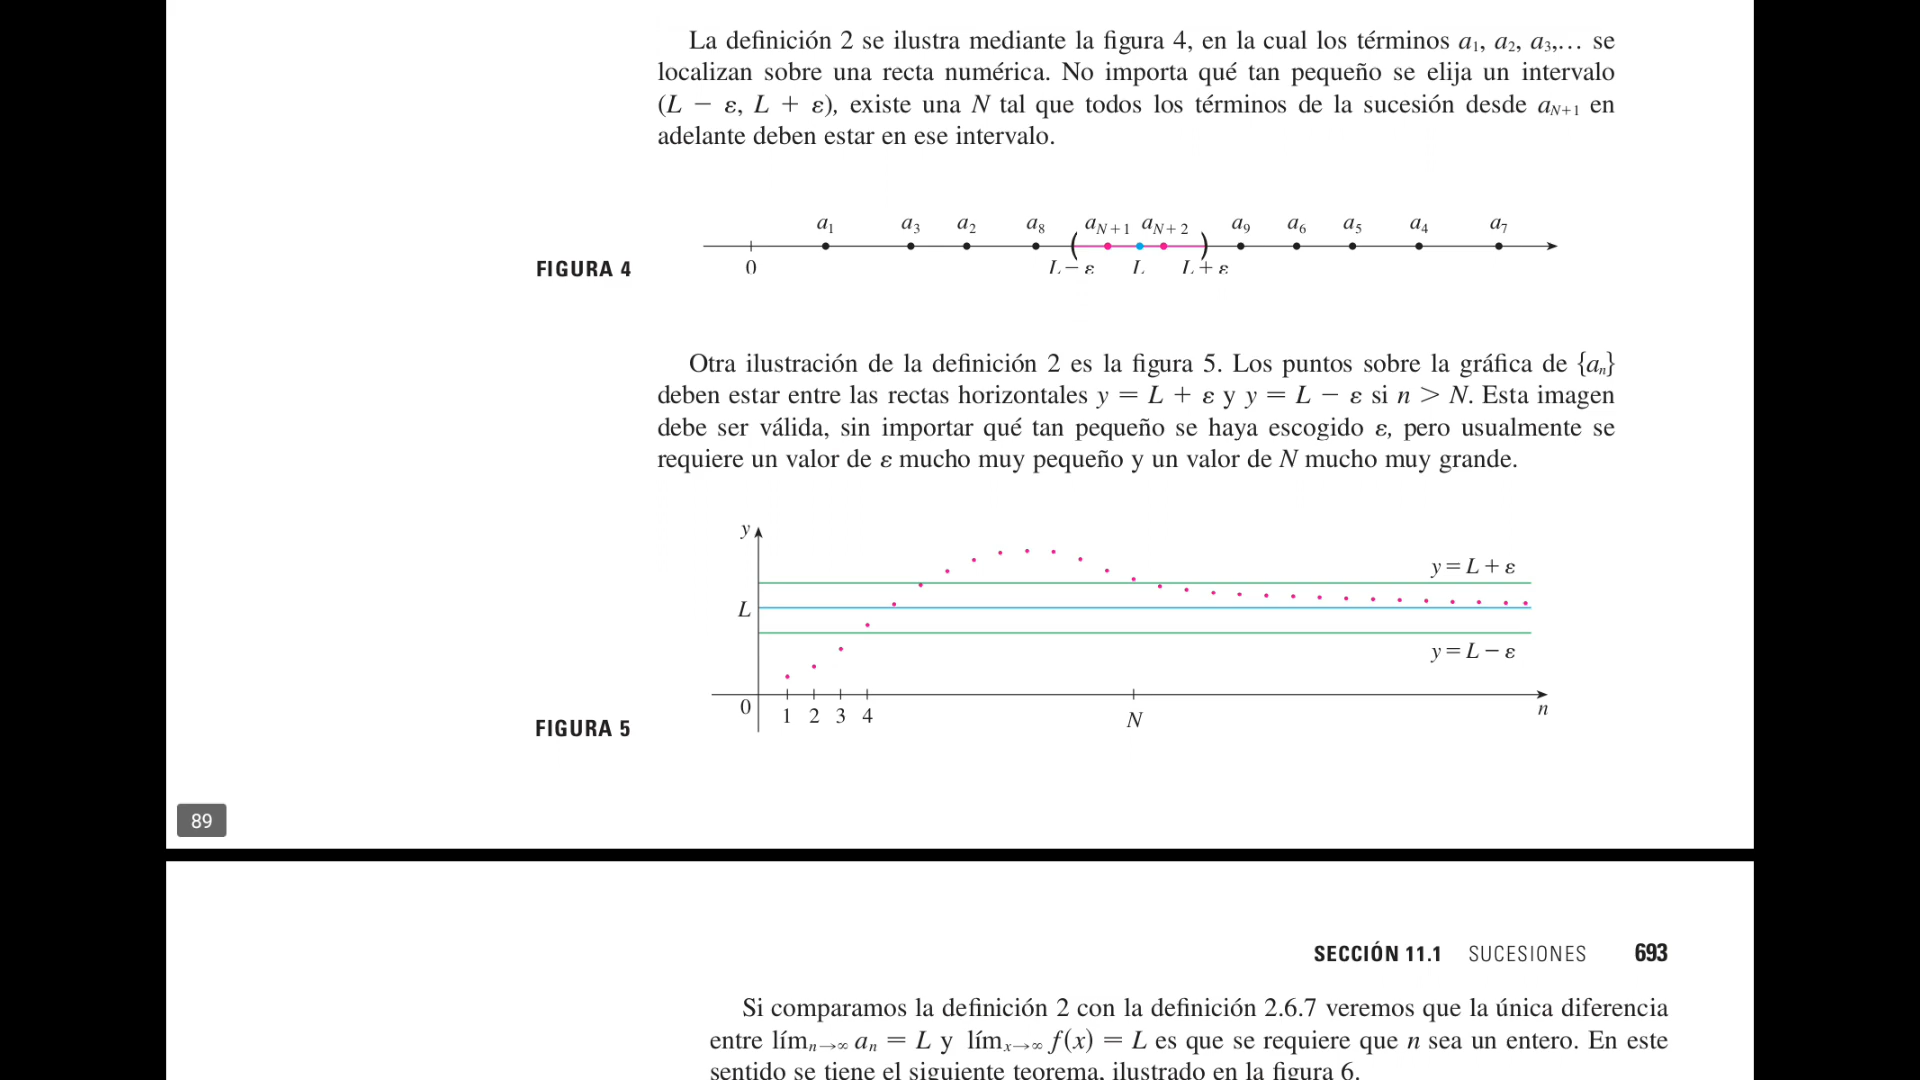 La definición 2 se ilustra mediante la figura 4, en la cual los términos a₁, a₂, a₃,… se
localizan sobre una recta numérica. No importa qué tan pequeño se elija un intervalo
(L − ε, L + ε), existe una N tal que todos los términos de la sucesión desde a_{N+1} en
adelante deben estar en ese intervalo.
a₁ a₃ a₂ a₈ a_{N+1} a_{N+2} a₉ a₆ a₅ a₄ a₇
FIGURA 4
0 L−ε L L+ε
Otra ilustración de la definición 2 es la figura 5. Los puntos sobre la gráfica de {aₙ}
deben estar entre las rectas horizontales y = L + ε y y = L − ε si n > N. Esta imagen
debe ser válida, sin importar qué tan pequeño se haya escogido ε, pero usualmente se
requiere un valor de ε mucho muy pequeño y un valor de N mucho muy grande.
y
y=L+ε
L
y=L−ε
0 1 2 3 4 N n
FIGURA 5
89
SECCIÓN 11.1 SUCESIONES 693
Si comparamos la definición 2 con la definición 2.6.7 veremos que la única diferencia
entre límₙ→∞ aₙ = L y límₓ→∞ f(x) = L es que se requiere que n sea un entero. En este
sentido se tiene el siguiente teorema, ilustrado en la figura 6.